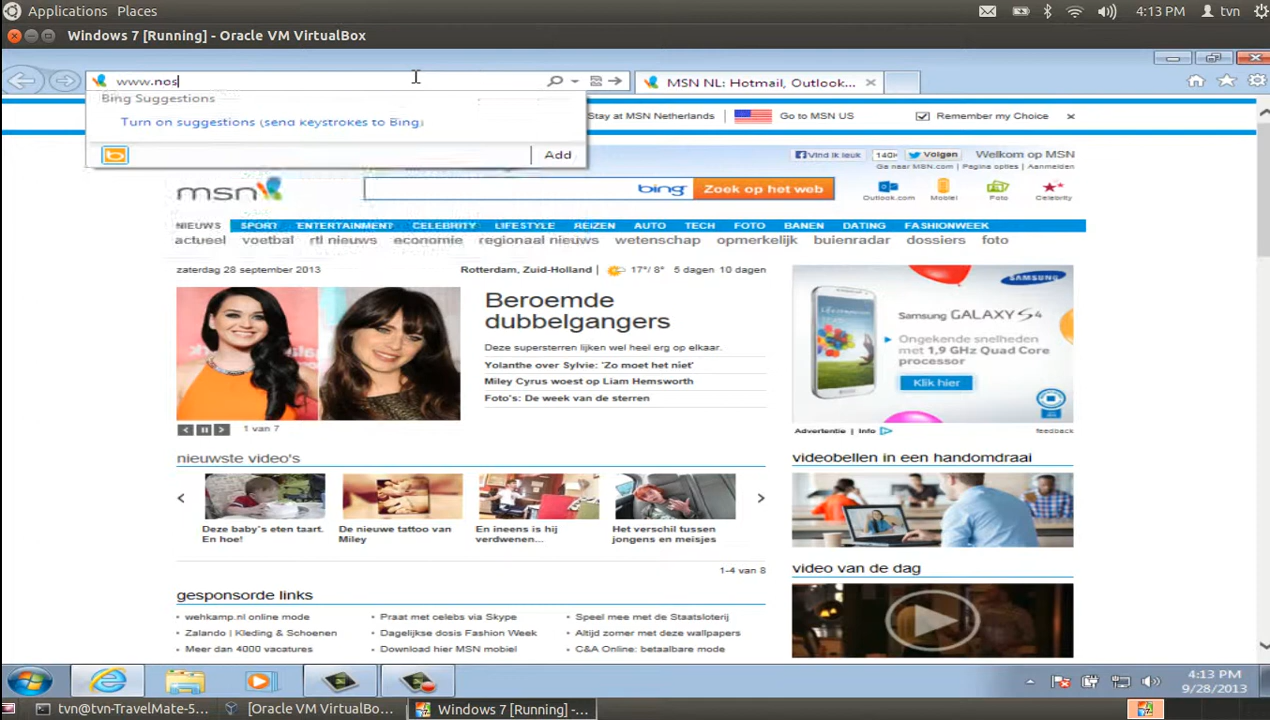 Applications Places
4:13 PM tvn
Windows 7 [Running] - Oracle VM VirtualBox
www.nos
MSN NL: Hotmail, Outlook...
Bing Suggestions
Turn on suggestions (send keystrokes to Bing)
Add
Stay at MSN Netherlands
Go to MSN US
Remember my Choice
Vind ik leuk
140k
Volgen
Welkom op MSN
Ga naar MSN.com | Pagina opties | Aanmelden
msn
bing
Zoek op het web
Outlook.com
Mobiel
Foto
Celebrity
NIEUWS SPORT ENTERTAINMENT CELEBRITY LIFESTYLE REIZEN AUTO TECH FOTO BANEN DATING FASHIONWEEK
actueel voetbal rtl nieuws economie regionaal nieuws wetenschap opmerkelijk buienradar dossiers foto
zaterdag 28 september 2013
Rotterdam, Zuid-Holland | 17°/ 8° 5 dagen 10 dagen
Beroemde
dubbelgangers
Deze supersterren lijken wel heel erg op elkaar.
Yolanthe over Sylvie: 'Zo moet het niet'
Miley Cyrus woest op Liam Hemsworth
Foto's: De week van de sterren
1 van 7
SAMSUNG
Samsung GALAXY S4
Ongekende snelheden
met 1,9 GHz Quad Core
processor
Klik hier
Advertentie | Info
feedback
nieuwste video's
Deze baby's eten taart.
En hoe!
De nieuwe tattoo van
Miley
En ineens is hij
verdwenen...
Het verschil tussen
jongens en meisjes
1-4 van 8
videobellen in een handomdraai
video van de dag
gesponsorde links
wehkamp.nl online mode
Zalando | Kleding & Schoenen
Meer dan 4000 vacatures
Praat met celebs via Skype
Dagelijkse dosis Fashion Week
Download hier MSN mobiel
Speel mee met de Staatsloterij
Altijd zomer met deze wallpapers
C&A Online: betaalbare mode
4:13 PM
9/28/2013
tvn@tvn-TravelMate-5...
[Oracle VM VirtualBo...
Windows 7 [Running] -...